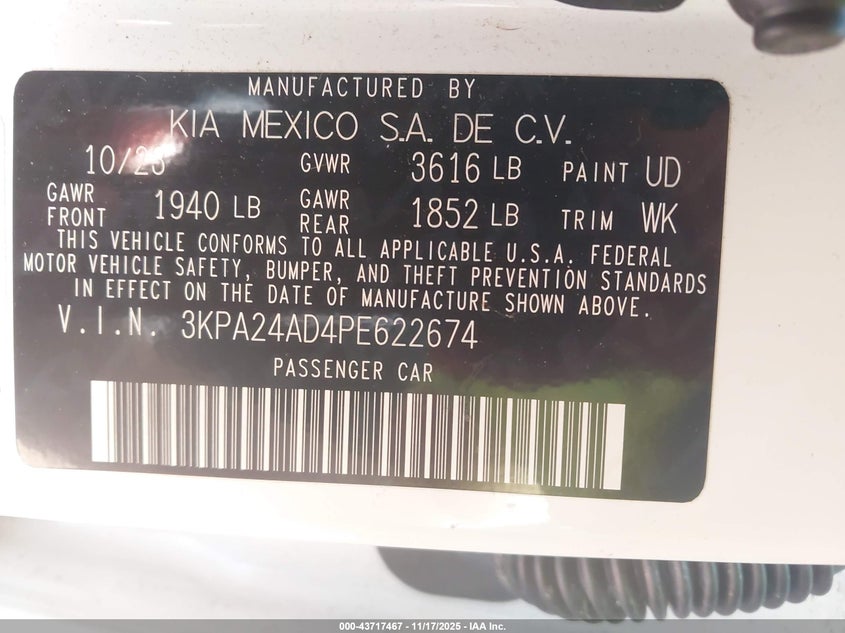 MANUFACTURED BY
KIA MEXICO S.A. DE C.V.
10/23 GVWR 3616 LB PAINT UD
GAWR FRONT 1940 LB GAWR REAR 1852 LB TRIM WK
THIS VEHICLE CONFORMS TO ALL APPLICABLE U.S.A. FEDERAL
MOTOR VEHICLE SAFETY, BUMPER, AND THEFT PREVENTION STANDARDS
IN EFFECT ON THE DATE OF MANUFACTURE SHOWN ABOVE.
V.I.N. 3KPA24AD4PE622674
PASSENGER CAR
000-43717467 - 11/17/2025 - IAA Inc.